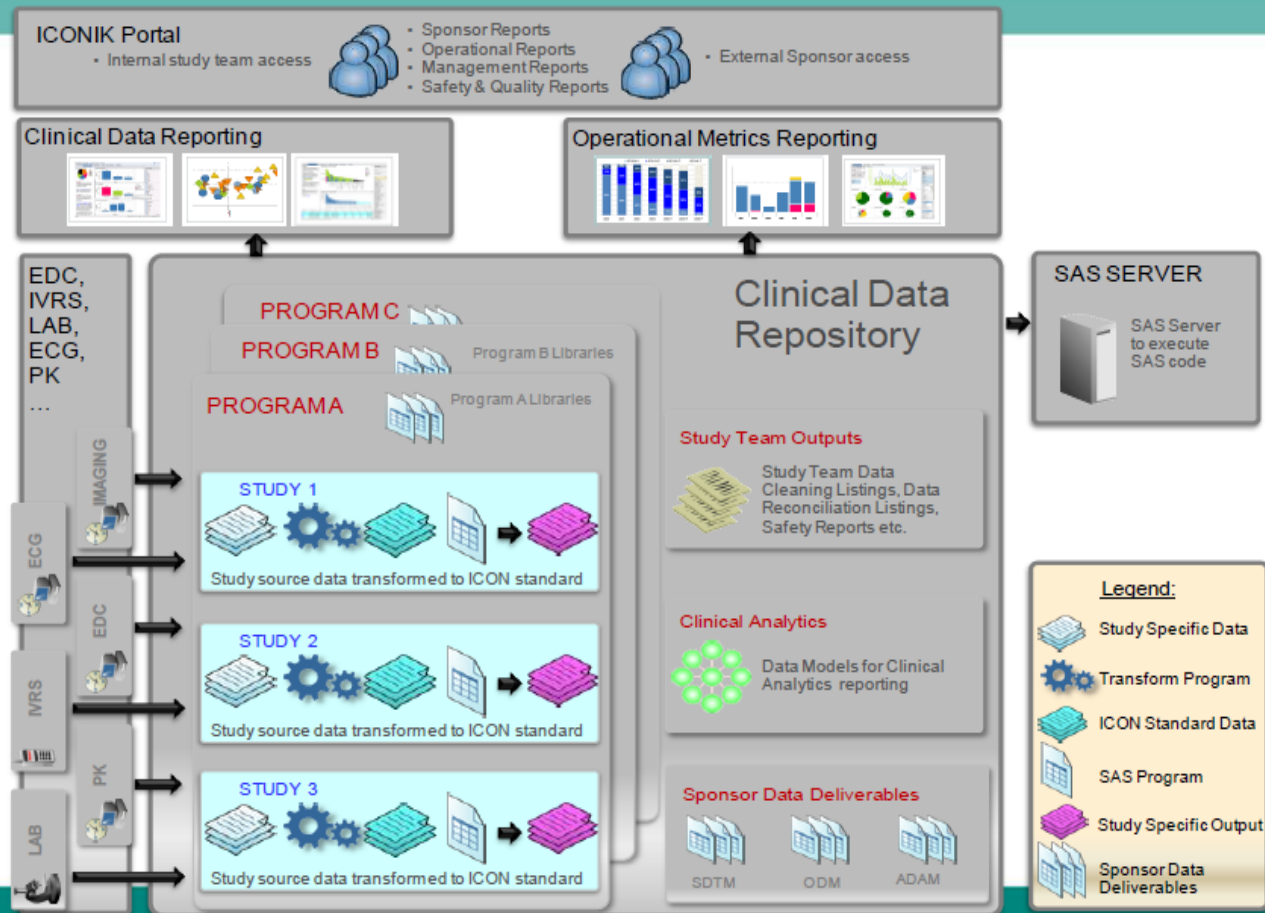 ICONIK Portal
• Internal study team access
• Sponsor Reports
• Operational Reports
• Management Reports
• Safety & Quality Reports
• External Sponsor access
Clinical Data Reporting
Operational Metrics Reporting
EDC,
IVRS,
LAB,
ECG,
PK
...
IMAGING
ECG
EDC
IVRS
PK
LAB
PROGRAM C
PROGRAM B
Program B Libraries
PROGRAM A
Program A Libraries
STUDY 1
Study source data transformed to ICON standard
STUDY 2
Study source data transformed to ICON standard
STUDY 3
Study source data transformed to ICON standard
Clinical Data
Repository
Study Team Outputs
Study Team Data
Cleaning Listings, Data
Reconciliation Listings,
Safety Reports etc.
Clinical Analytics
Data Models for Clinical
Analytics reporting
Sponsor Data Deliverables
SDTM
ODM
ADAM
SAS SERVER
SAS Server
to execute
SAS code
Legend:
Study Specific Data
Transform Program
ICON Standard Data
SAS Program
Study Specific Output
Sponsor Data
Deliverables